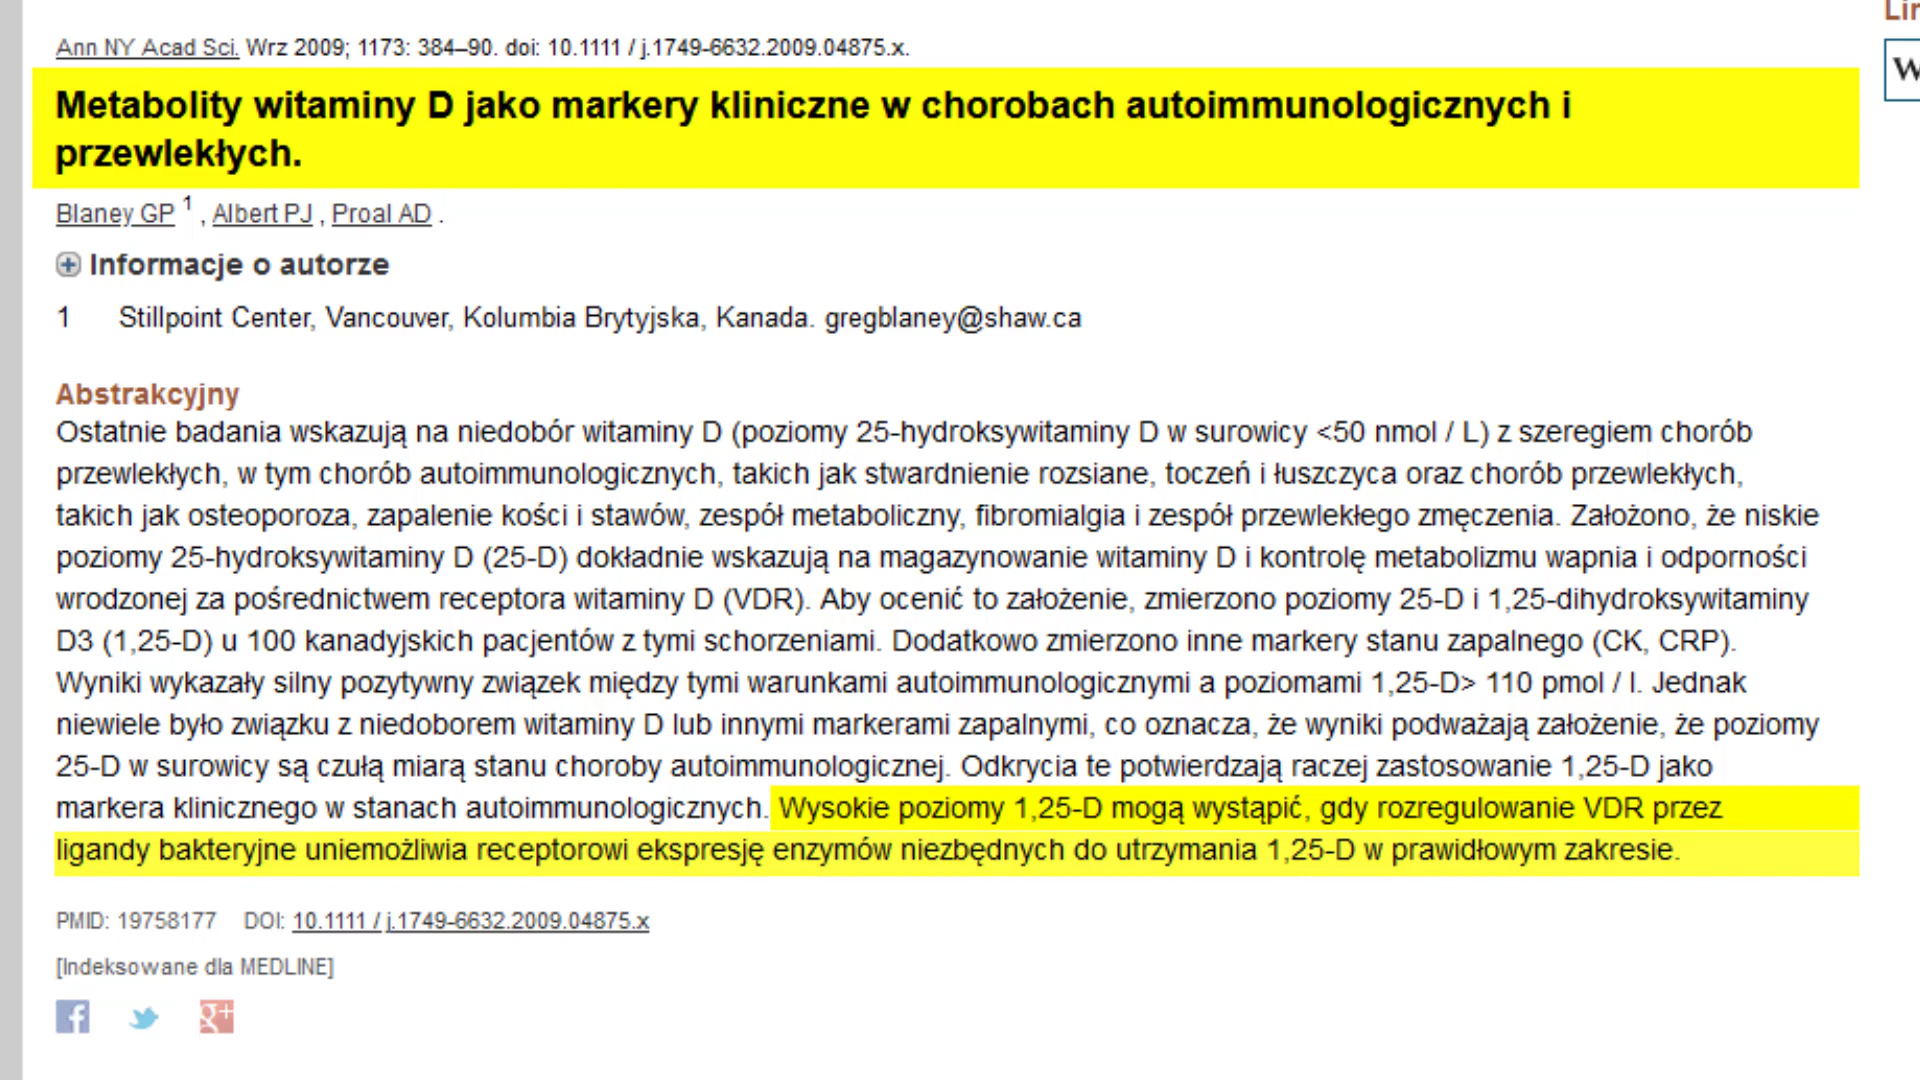 Lin
Ann NY Acad Sci. Wrz 2009; 1173: 384–90. doi: 10.1111 / j.1749-6632.2009.04875.x.
W
Metabolity witaminy D jako markery kliniczne w chorobach autoimmunologicznych i
przewlekłych.
Blaney GP 1 , Albert PJ , Proal AD .
Informacje o autorze
1 Stillpoint Center, Vancouver, Kolumbia Brytyjska, Kanada. gregblaney@shaw.ca
Abstrakcyjny
Ostatnie badania wskazują na niedobór witaminy D (poziomy 25-hydroksywitaminy D w surowicy <50 nmol / L) z szeregiem chorób
przewlekłych, w tym chorób autoimmunologicznych, takich jak stwardnienie rozsiane, toczeń i łuszczyca oraz chorób przewlekłych,
takich jak osteoporoza, zapalenie kości i stawów, zespół metaboliczny, fibromialgia i zespół przewlekłego zmęczenia. Założono, że niskie
poziomy 25-hydroksywitaminy D (25-D) dokładnie wskazują na magazynowanie witaminy D i kontrolę metabolizmu wapnia i odporności
wrodzonej za pośrednictwem receptora witaminy D (VDR). Aby ocenić to założenie, zmierzono poziomy 25-D i 1,25-dihydroksywitaminy
D3 (1,25-D) u 100 kanadyjskich pacjentów z tymi schorzeniami. Dodatkowo zmierzono inne markery stanu zapalnego (CK, CRP).
Wyniki wykazały silny pozytywny związek między tymi warunkami autoimmunologicznymi a poziomami 1,25-D> 110 pmol / l. Jednak
niewiele było związku z niedoborem witaminy D lub innymi markerami zapalnymi, co oznacza, że wyniki podważają założenie, że poziomy
25-D w surowicy są czułą miarą stanu choroby autoimmunologicznej. Odkrycia te potwierdzają raczej zastosowanie 1,25-D jako
markera klinicznego w stanach autoimmunologicznych. Wysokie poziomy 1,25-D mogą wystąpić, gdy rozregulowanie VDR przez
ligandy bakteryjne uniemożliwia receptorowi ekspresję enzymów niezbędnych do utrzymania 1,25-D w prawidłowym zakresie.
PMID: 19758177 DOI: 10.1111 / j.1749-6632.2009.04875.x
[Indeksowane dla MEDLINE]
f
g+